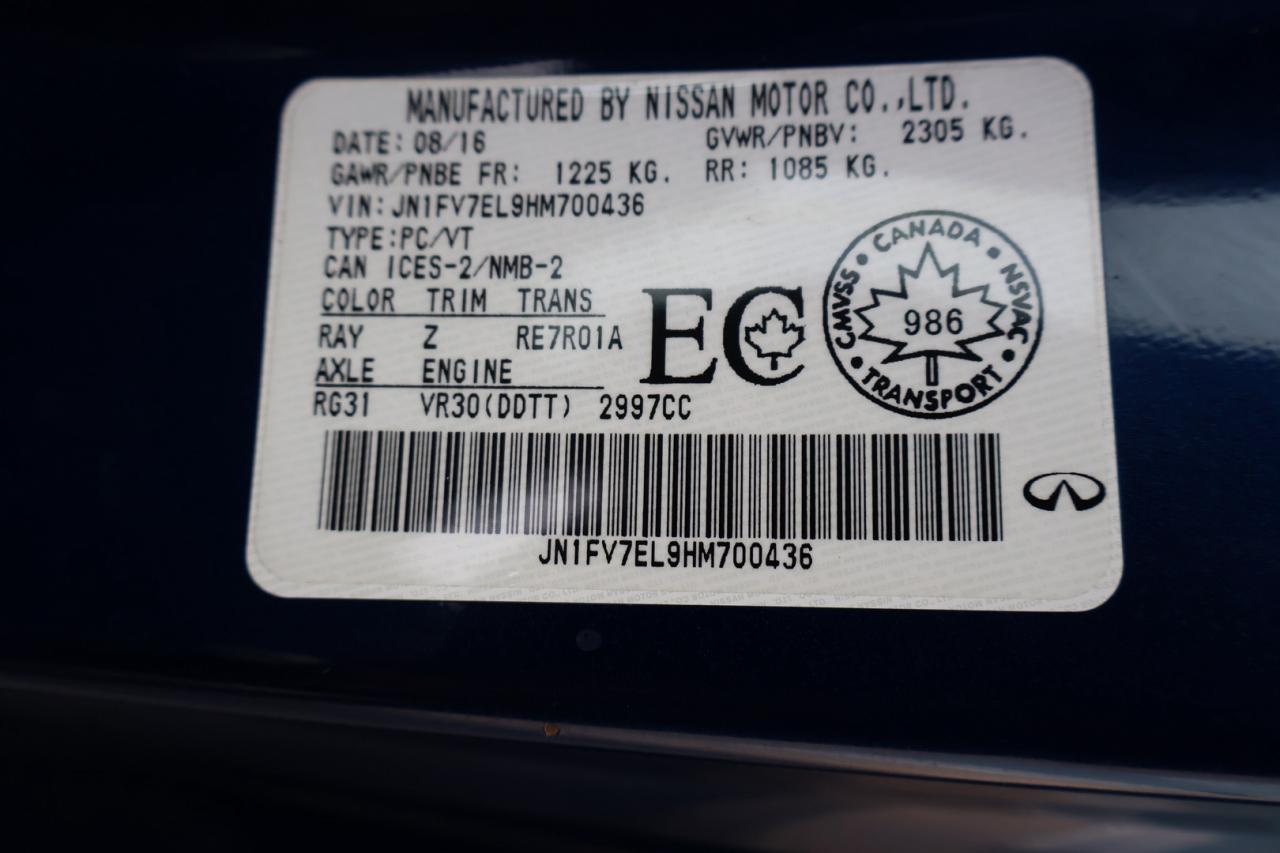 MANUFACTURED BY NISSAN MOTOR CO.,LTD.
DATE: 08/16 GVWR/PNBV: 2305 KG.
GAWR/PNBE FR: 1225 KG. RR: 1085 KG.
VIN: JN1FV7EL9HM700436
TYPE:PC/VT
CAN ICES-2/NMB-2
COLOR TRIM TRANS
RAY Z RE7R01A
AXLE ENGINE
RG31 VR30(DDTT) 2997CC
EC
CANADA • NSVAC • TRANSPORT • CMVSS •
986
JN1FV7EL9HM700436